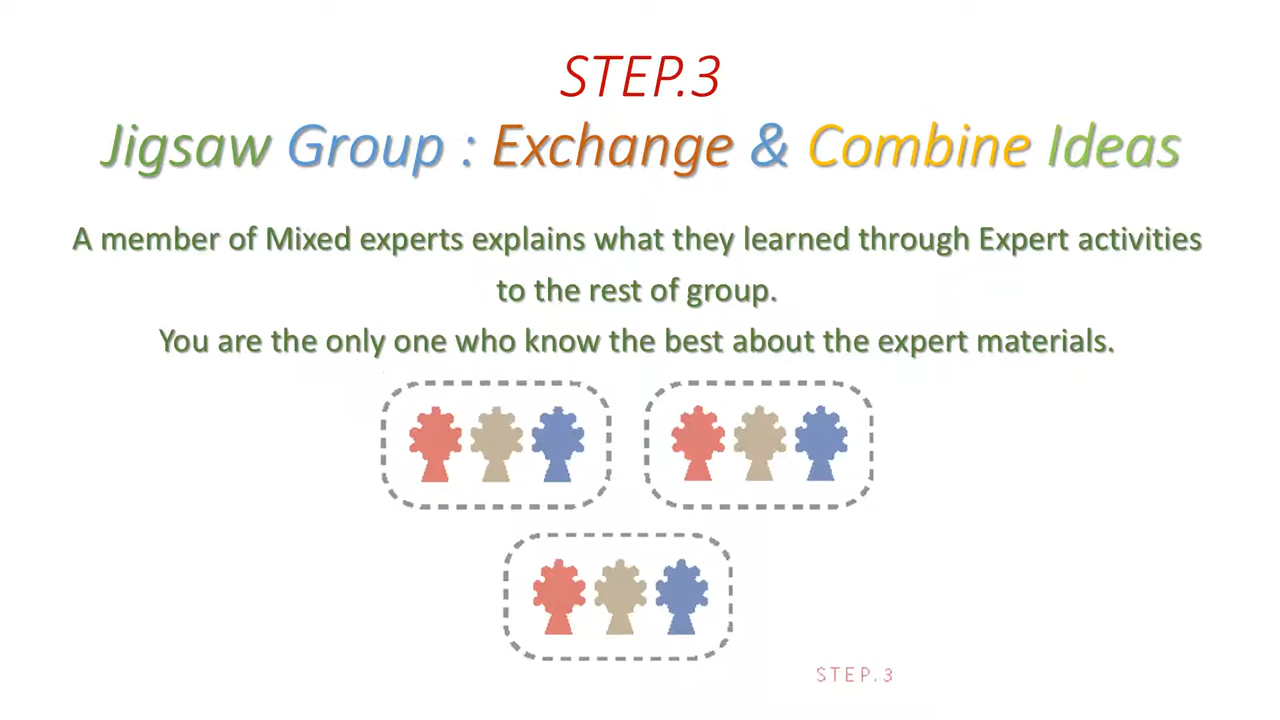 STEP.3
Jigsaw Group : Exchange & Combine Ideas
A member of Mixed experts explains what they learned through Expert activities
to the rest of group.
You are the only one who know the best about the expert materials.
STEP.3